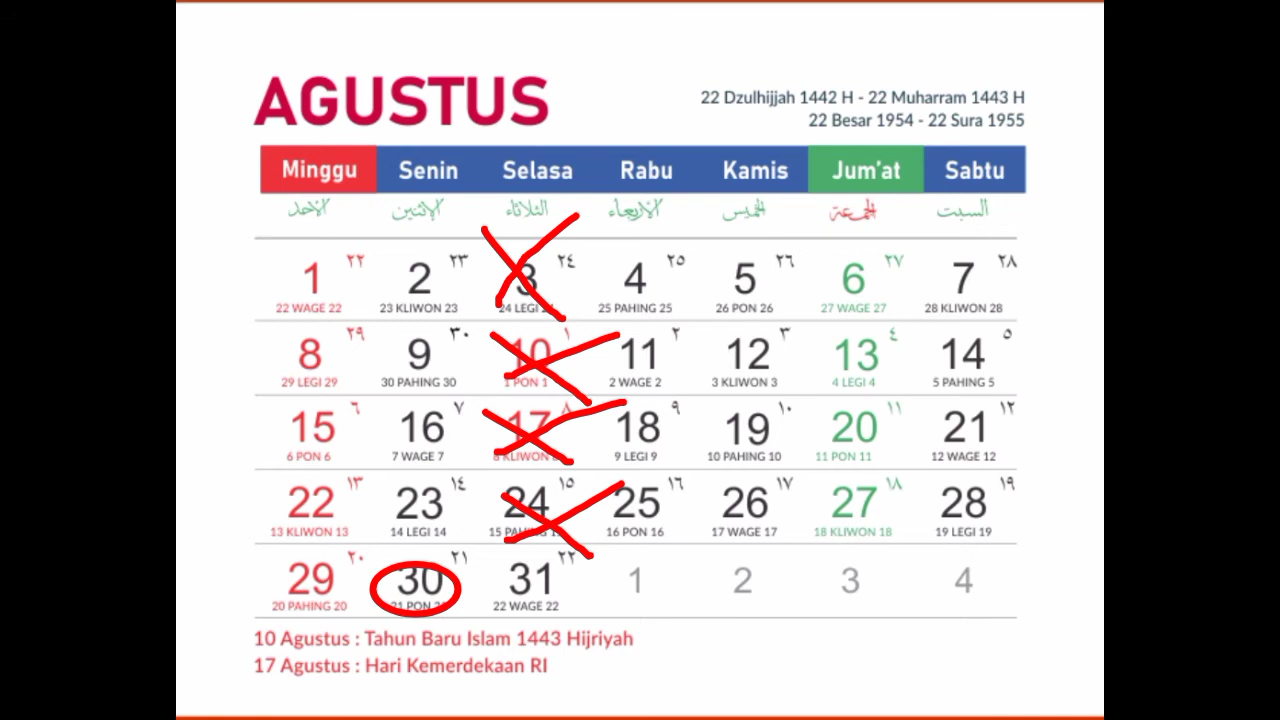 AGUSTUS
22 Dzulhijjah 1442 H - 22 Muharram 1443 H
22 Besar 1954 - 22 Sura 1955
Minggu Senin Selasa Rabu Kamis Jum'at Sabtu
الأحد الإثنين الثلاثاء الأربعاء الخميس الجمعة السبت
1 ٢٢ 2 ٢٣ 3 ٢٤ 4 ٢٥ 5 ٢٦ 6 ٢٧ 7 ٢٨
22 WAGE 22 23 KLIWON 23 24 LEGI 25 PAHING 25 26 PON 26 27 WAGE 27 28 KLIWON 28
8 ٢٩ 9 ٣٠ 10 ١ 11 ٢ 12 ٣ 13 ٤ 14 ٥
29 LEGI 29 30 PAHING 30 1 PON 1 2 WAGE 2 3 KLIWON 3 4 LEGI 4 5 PAHING 5
15 ٦ 16 ٧ 17 ٨ 18 ٩ 19 ١٠ 20 ١١ 21 ١٢
6 PON 6 7 WAGE 7 8 KLIWON 9 LEGI 9 10 PAHING 10 11 PON 11 12 WAGE 12
22 ١٣ 23 ١٤ 24 ١٥ 25 ١٦ 26 ١٧ 27 ١٨ 28 ١٩
13 KLIWON 13 14 LEGI 14 15 PAHING 16 PON 16 17 WAGE 17 18 KLIWON 18 19 LEGI 19
29 ٢٠ 30 ٢١ 31 ٢٢ 1 2 3 4
20 PAHING 20 21 PON 22 WAGE 22
10 Agustus : Tahun Baru Islam 1443 Hijriyah
17 Agustus : Hari Kemerdekaan RI